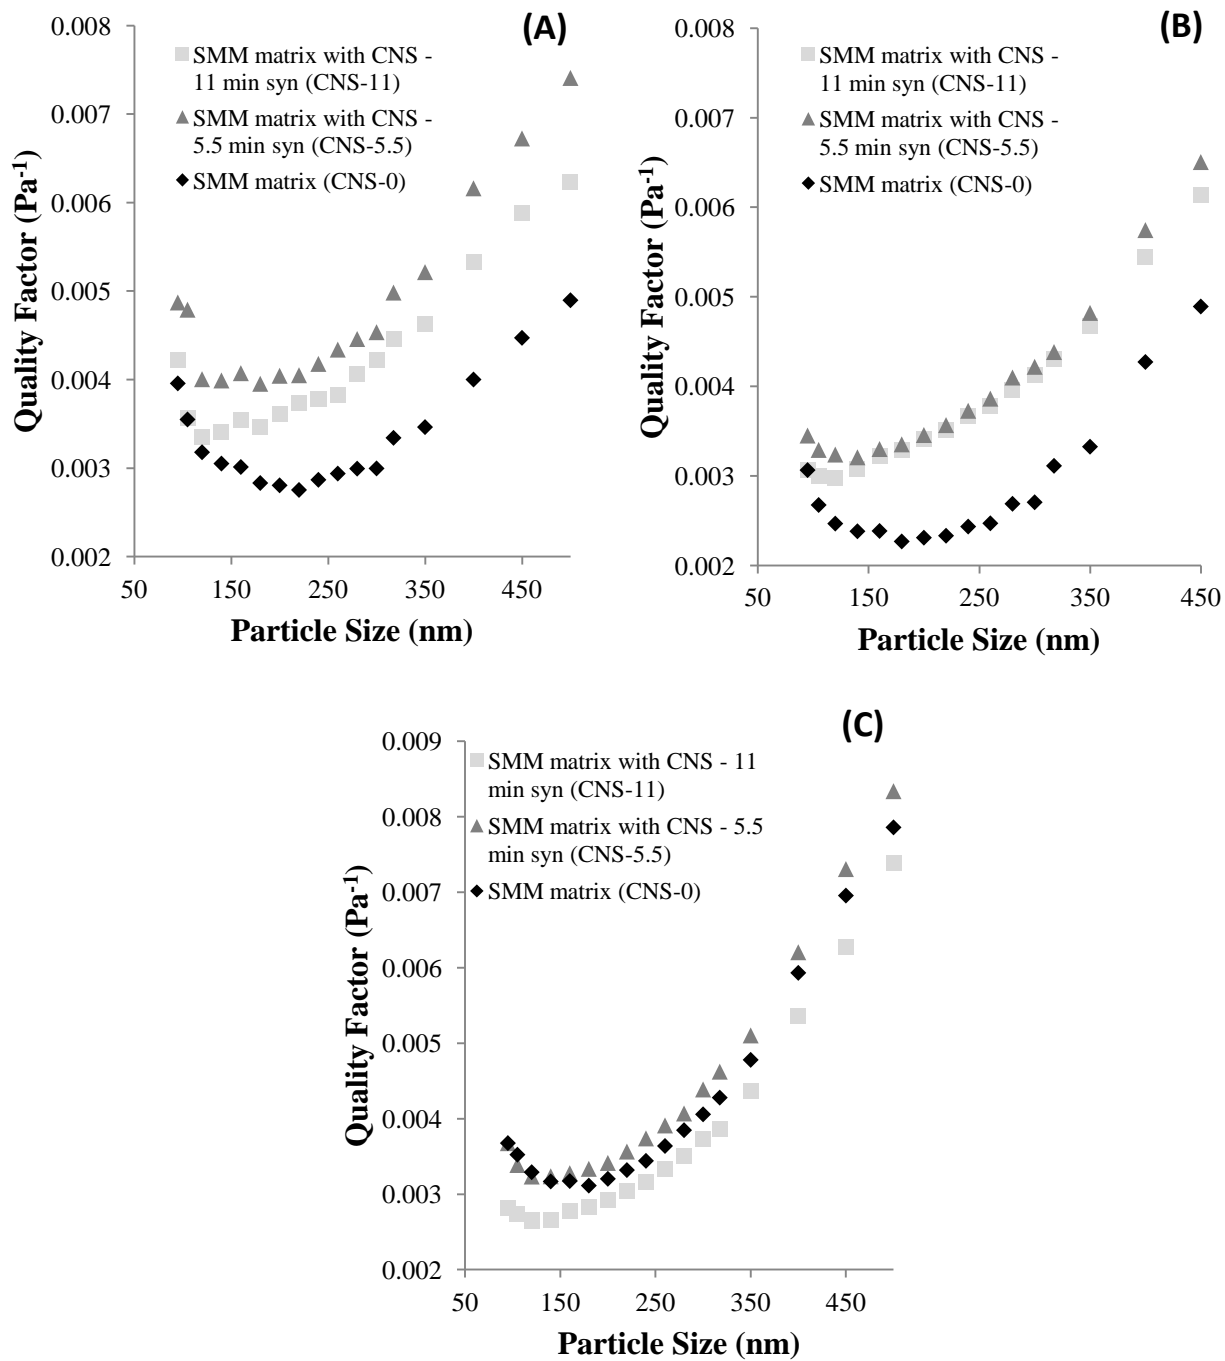 (A)
0.008
0.007
0.006
0.005
0.004
0.003
0.002
Quality Factor (Pa⁻¹)
SMM matrix with CNS -
11 min syn (CNS-11)
SMM matrix with CNS -
5.5 min syn (CNS-5.5)
SMM matrix (CNS-0)
50 150 250 350 450
Particle Size (nm)
(B)
0.008
0.007
0.006
0.005
0.004
0.003
0.002
Quality Factor (Pa⁻¹)
SMM matrix with CNS -
11 min syn (CNS-11)
SMM matrix with CNS -
5.5 min syn (CNS-5.5)
SMM matrix (CNS-0)
50 150 250 350 450
Particle Size (nm)
(C)
0.009
0.008
0.007
0.006
0.005
0.004
0.003
0.002
Quality Factor (Pa⁻¹)
SMM matrix with CNS - 11
min syn (CNS-11)
SMM matrix with CNS - 5.5
min syn (CNS-5.5)
SMM matrix (CNS-0)
50 150 250 350 450
Particle Size (nm)